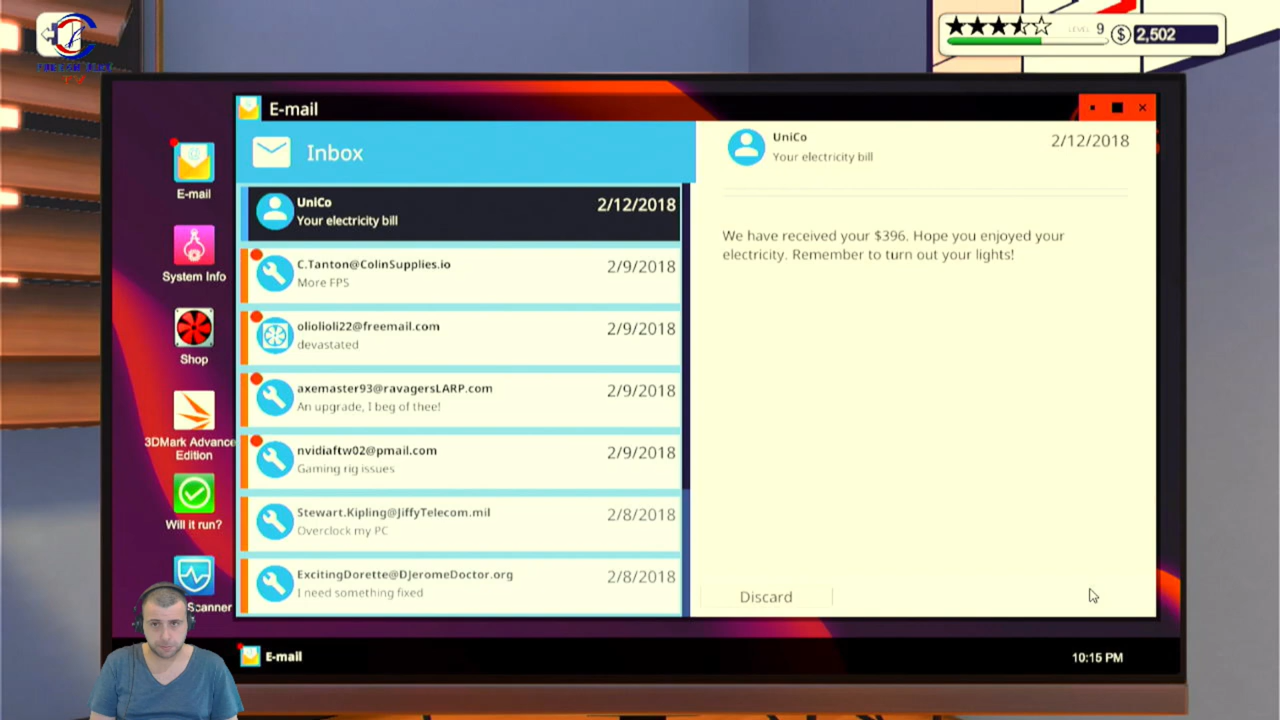 LEVEL 9 $ 2,502
E-mail
Inbox
UniCo 2/12/2018
Your electricity bill
C.Tanton@ColinSupplies.io 2/9/2018
More FPS
oliolioli22@freemail.com 2/9/2018
devastated
axemaster93@ravagersLARP.com 2/9/2018
An upgrade, I beg of thee!
nvidiaftw02@pmail.com 2/9/2018
Gaming rig issues
Stewart.Kipling@JiffyTelecom.mil 2/8/2018
Overclock my PC
ExcitingDorette@DJeromeDoctor.org 2/8/2018
I need something fixed
UniCo 2/12/2018
Your electricity bill
We have received your $396. Hope you enjoyed your
electricity. Remember to turn out your lights!
Discard
E-mail
System Info
Shop
3DMark Advance
Edition
Will it run?
Scanner
E-mail 10:15 PM